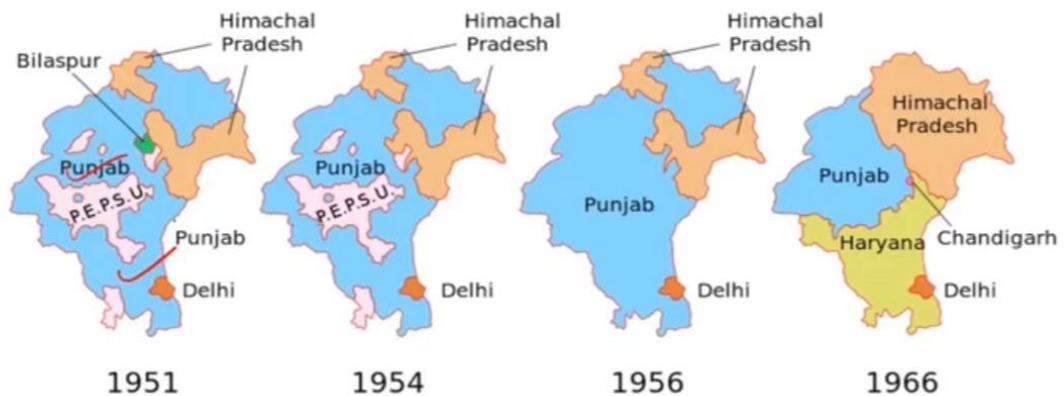 Himachal
Pradesh
Bilaspur
Punjab
P.E.P.S.U.
Punjab
Delhi
1951
Himachal
Pradesh
Punjab
P.E.P.S.U.
Delhi
1954
Himachal
Pradesh
Punjab
Delhi
1956
Himachal
Pradesh
Punjab
Haryana
Chandigarh
Delhi
1966